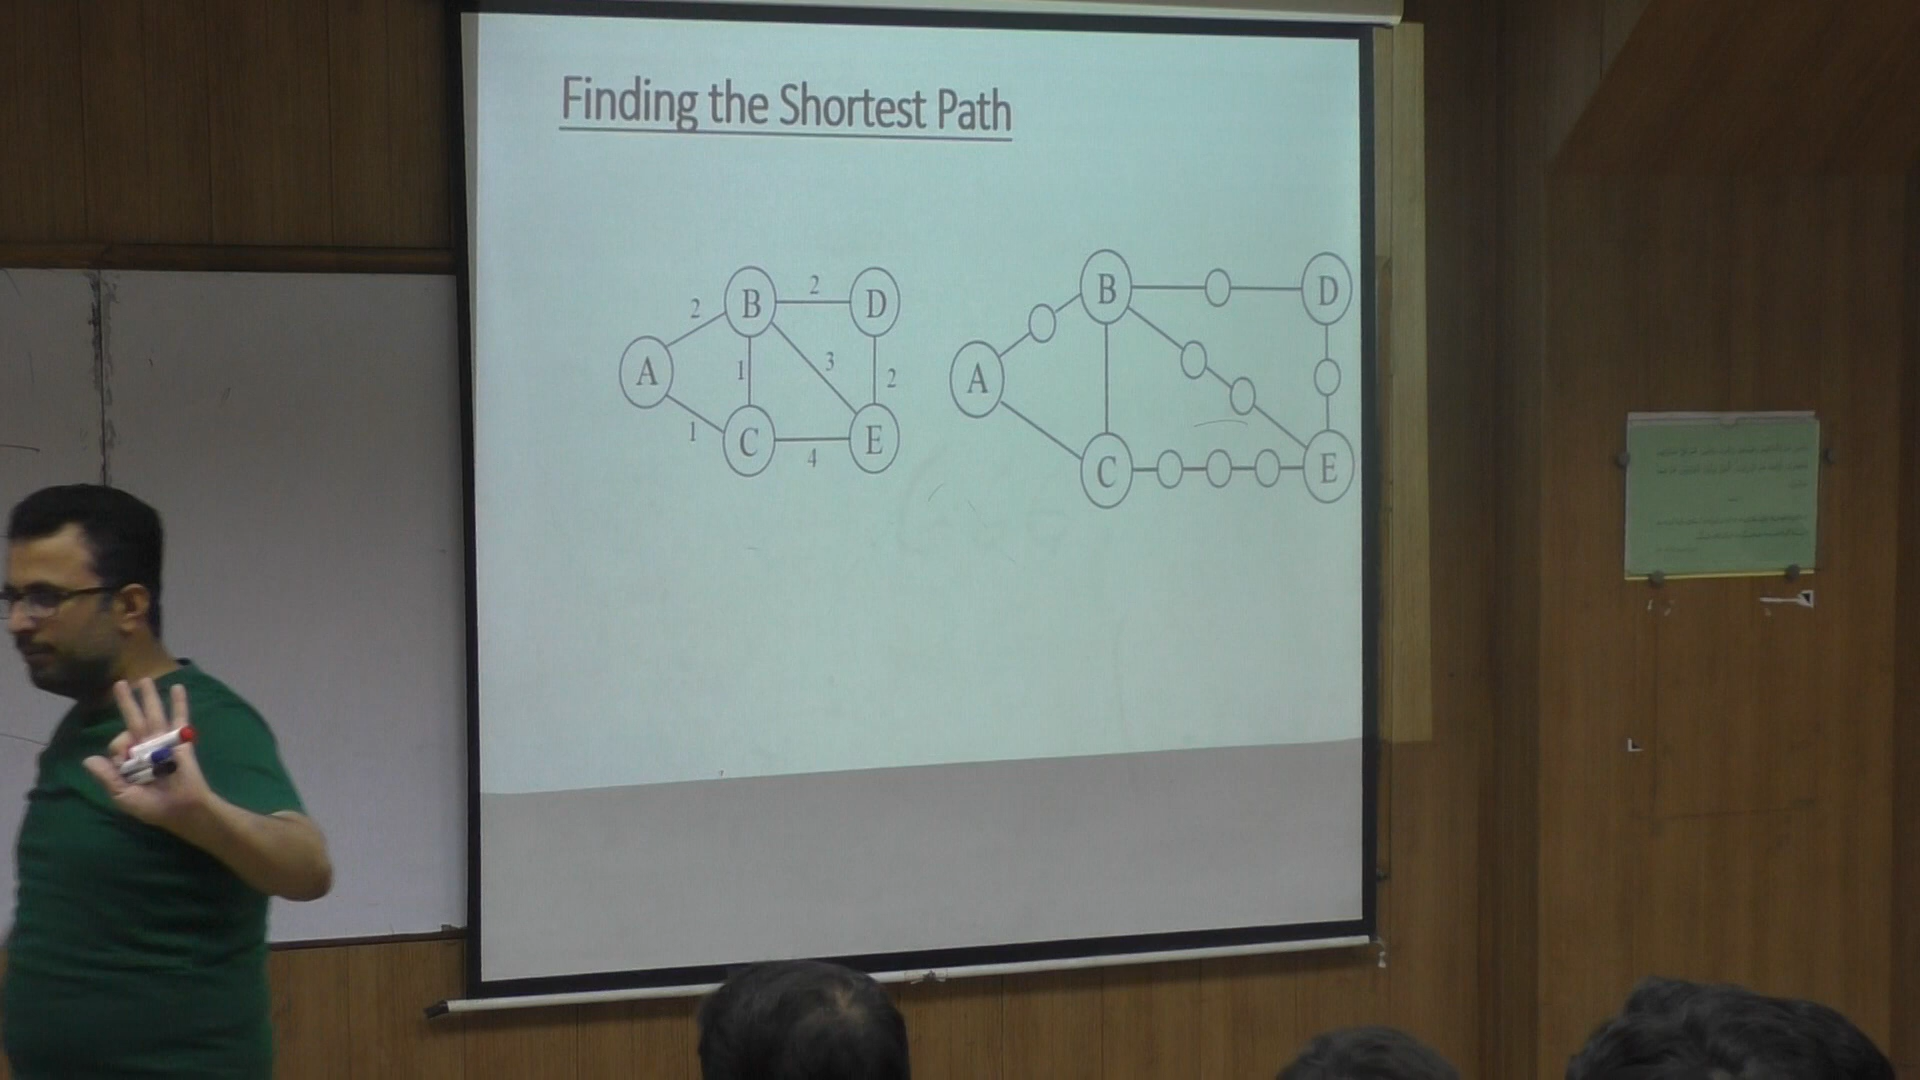 Finding the Shortest Path
2 B 2 D
A 1 3 2
1 C 4 E
B D
A
C E